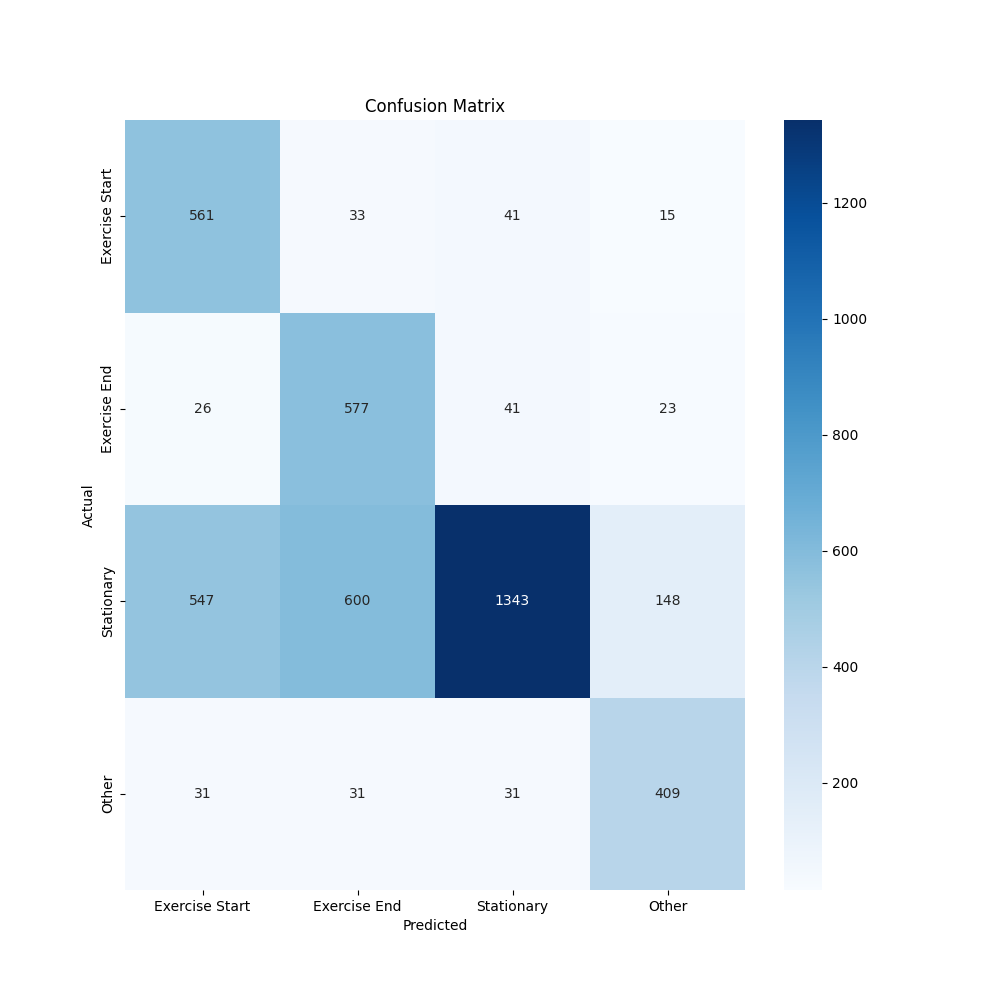 Confusion Matrix
Actual
Exercise Start
561 33 41 15
Exercise End
26 577 41 23
Stationary
547 600 1343 148
Other
31 31 31 409
Exercise Start Exercise End Stationary Other
Predicted
1200
1000
800
600
400
200